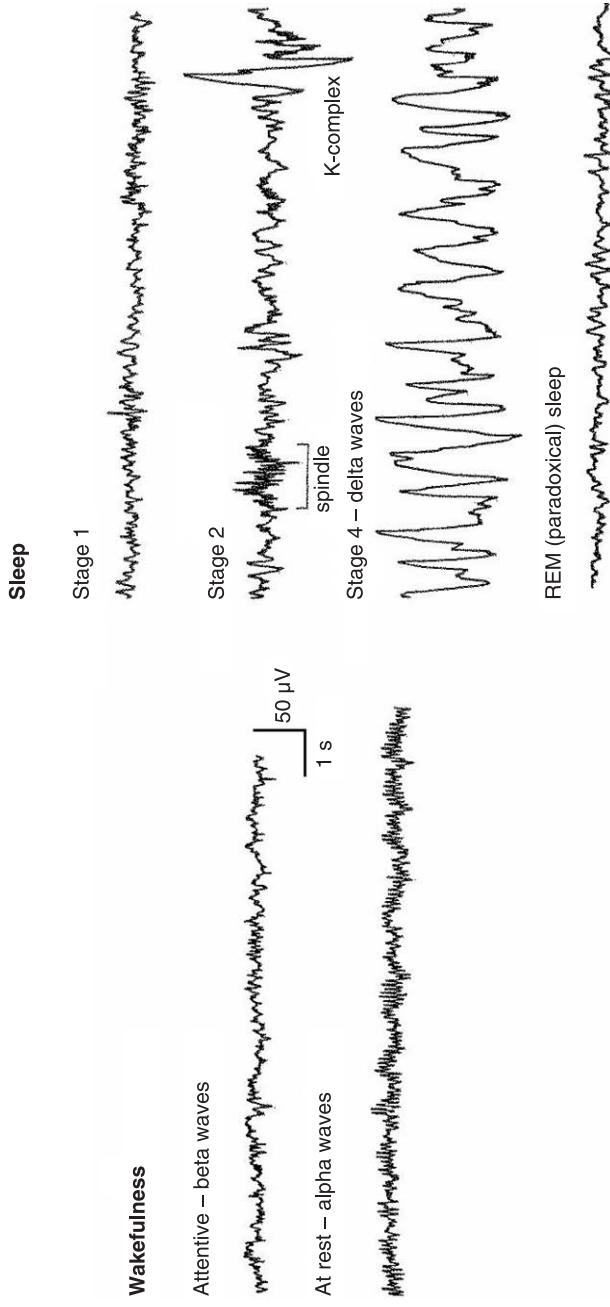 Wakefulness
Attentive – beta waves
50 µV
1 s
At rest – alpha waves
Sleep
Stage 1
Stage 2
spindle
K-complex
Stage 4 – delta waves
REM (paradoxical) sleep